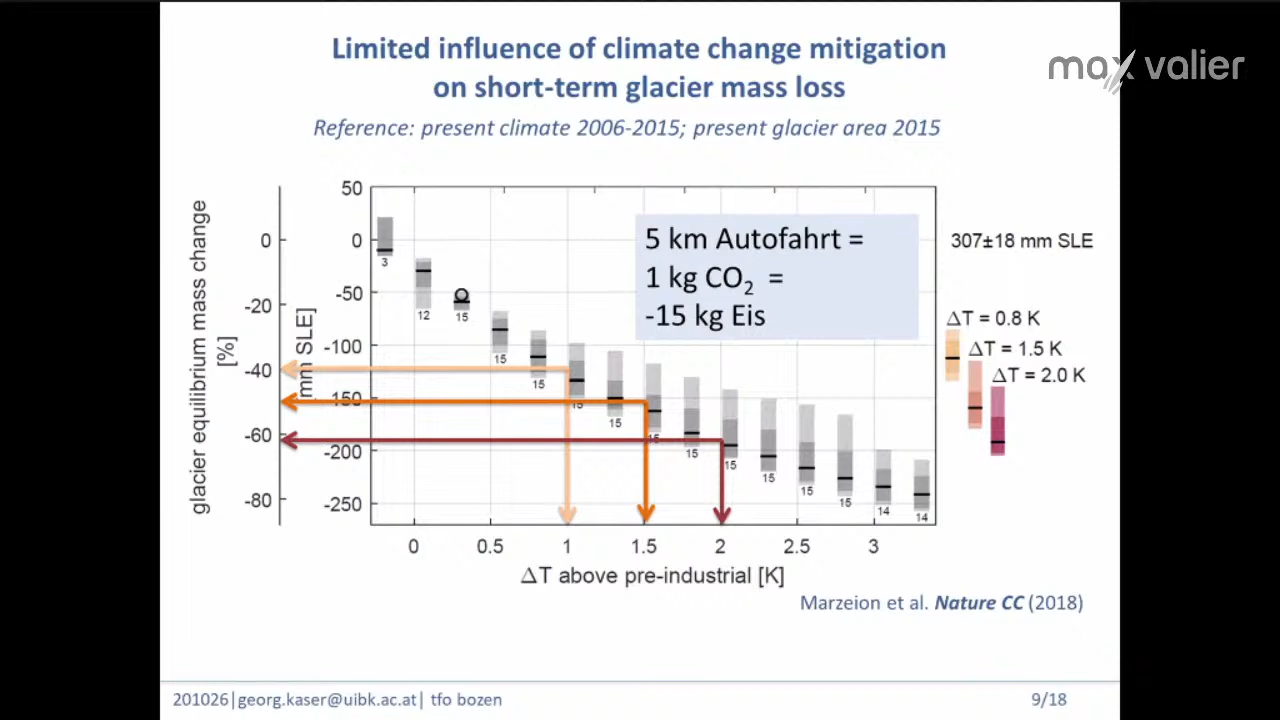 Limited influence of climate change mitigation
on short-term glacier mass loss
max valier
Reference: present climate 2006-2015; present glacier area 2015
glacier equilibrium mass change
[%]
0
-20
-40
-60
-80
mm SLE]
50
0
-50
-100
-150
-200
-250
3
12
15
15
15
15
15
15
15
15
15
15
15
14
14
5 km Autofahrt =
1 kg CO₂ =
-15 kg Eis
307±18 mm SLE
ΔT = 0.8 K
ΔT = 1.5 K
ΔT = 2.0 K
0 0.5 1 1.5 2 2.5 3
ΔT above pre-industrial [K]
Marzeion et al. Nature CC (2018)
201026|georg.kaser@uibk.ac.at| tfo bozen
9/18